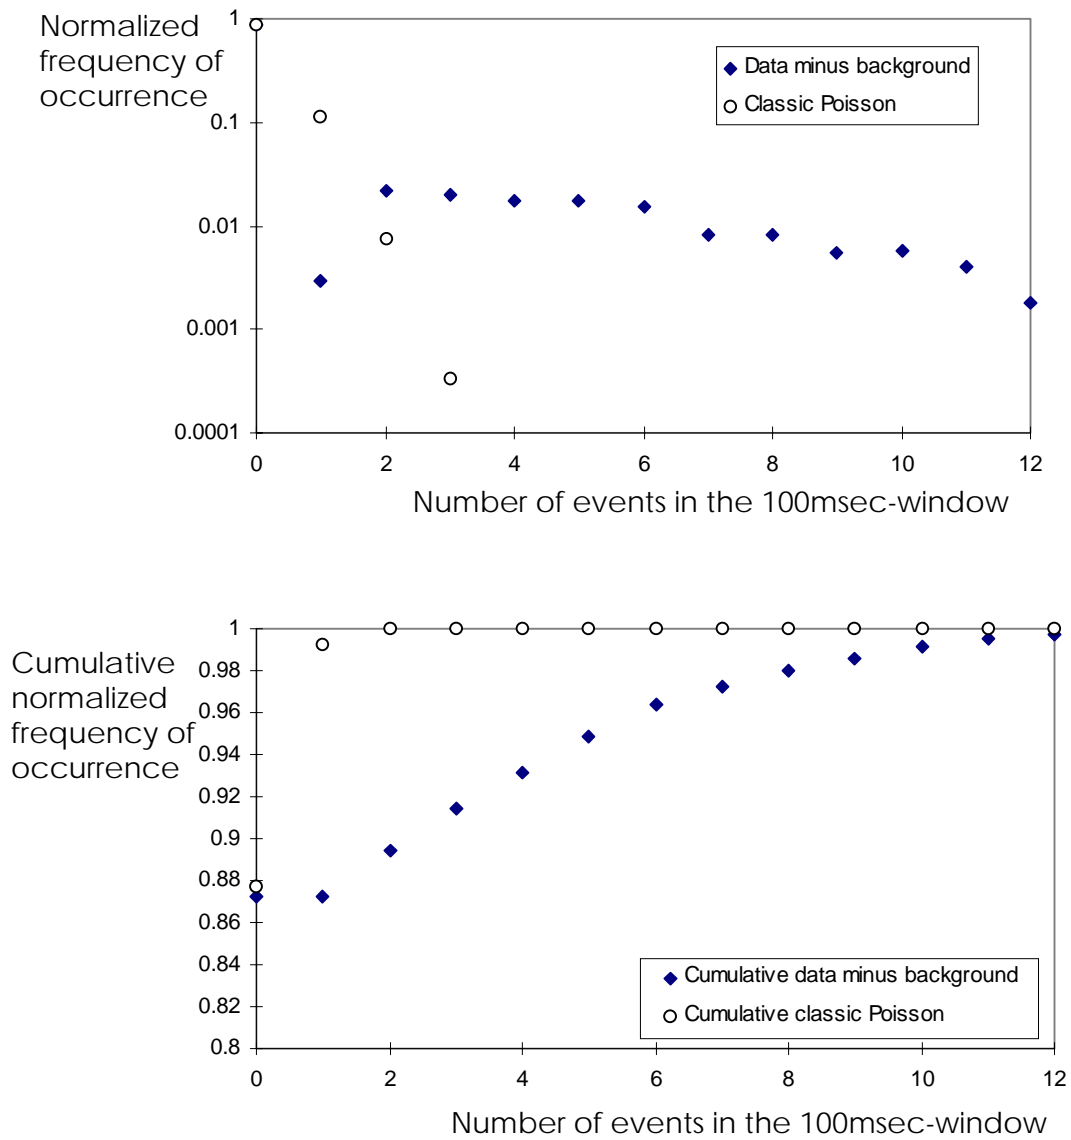 Normalized
frequency of
occurrence
1
0.1
0.01
0.001
0.0001
Data minus background
Classic Poisson
0 2 4 6 8 10 12
Number of events in the 100msec-window
Cumulative
normalized
frequency of
occurrence
1
0.98
0.96
0.94
0.92
0.9
0.88
0.86
0.84
0.82
0.8
Cumulative data minus background
Cumulative classic Poisson
0 2 4 6 8 10 12
Number of events in the 100msec-window